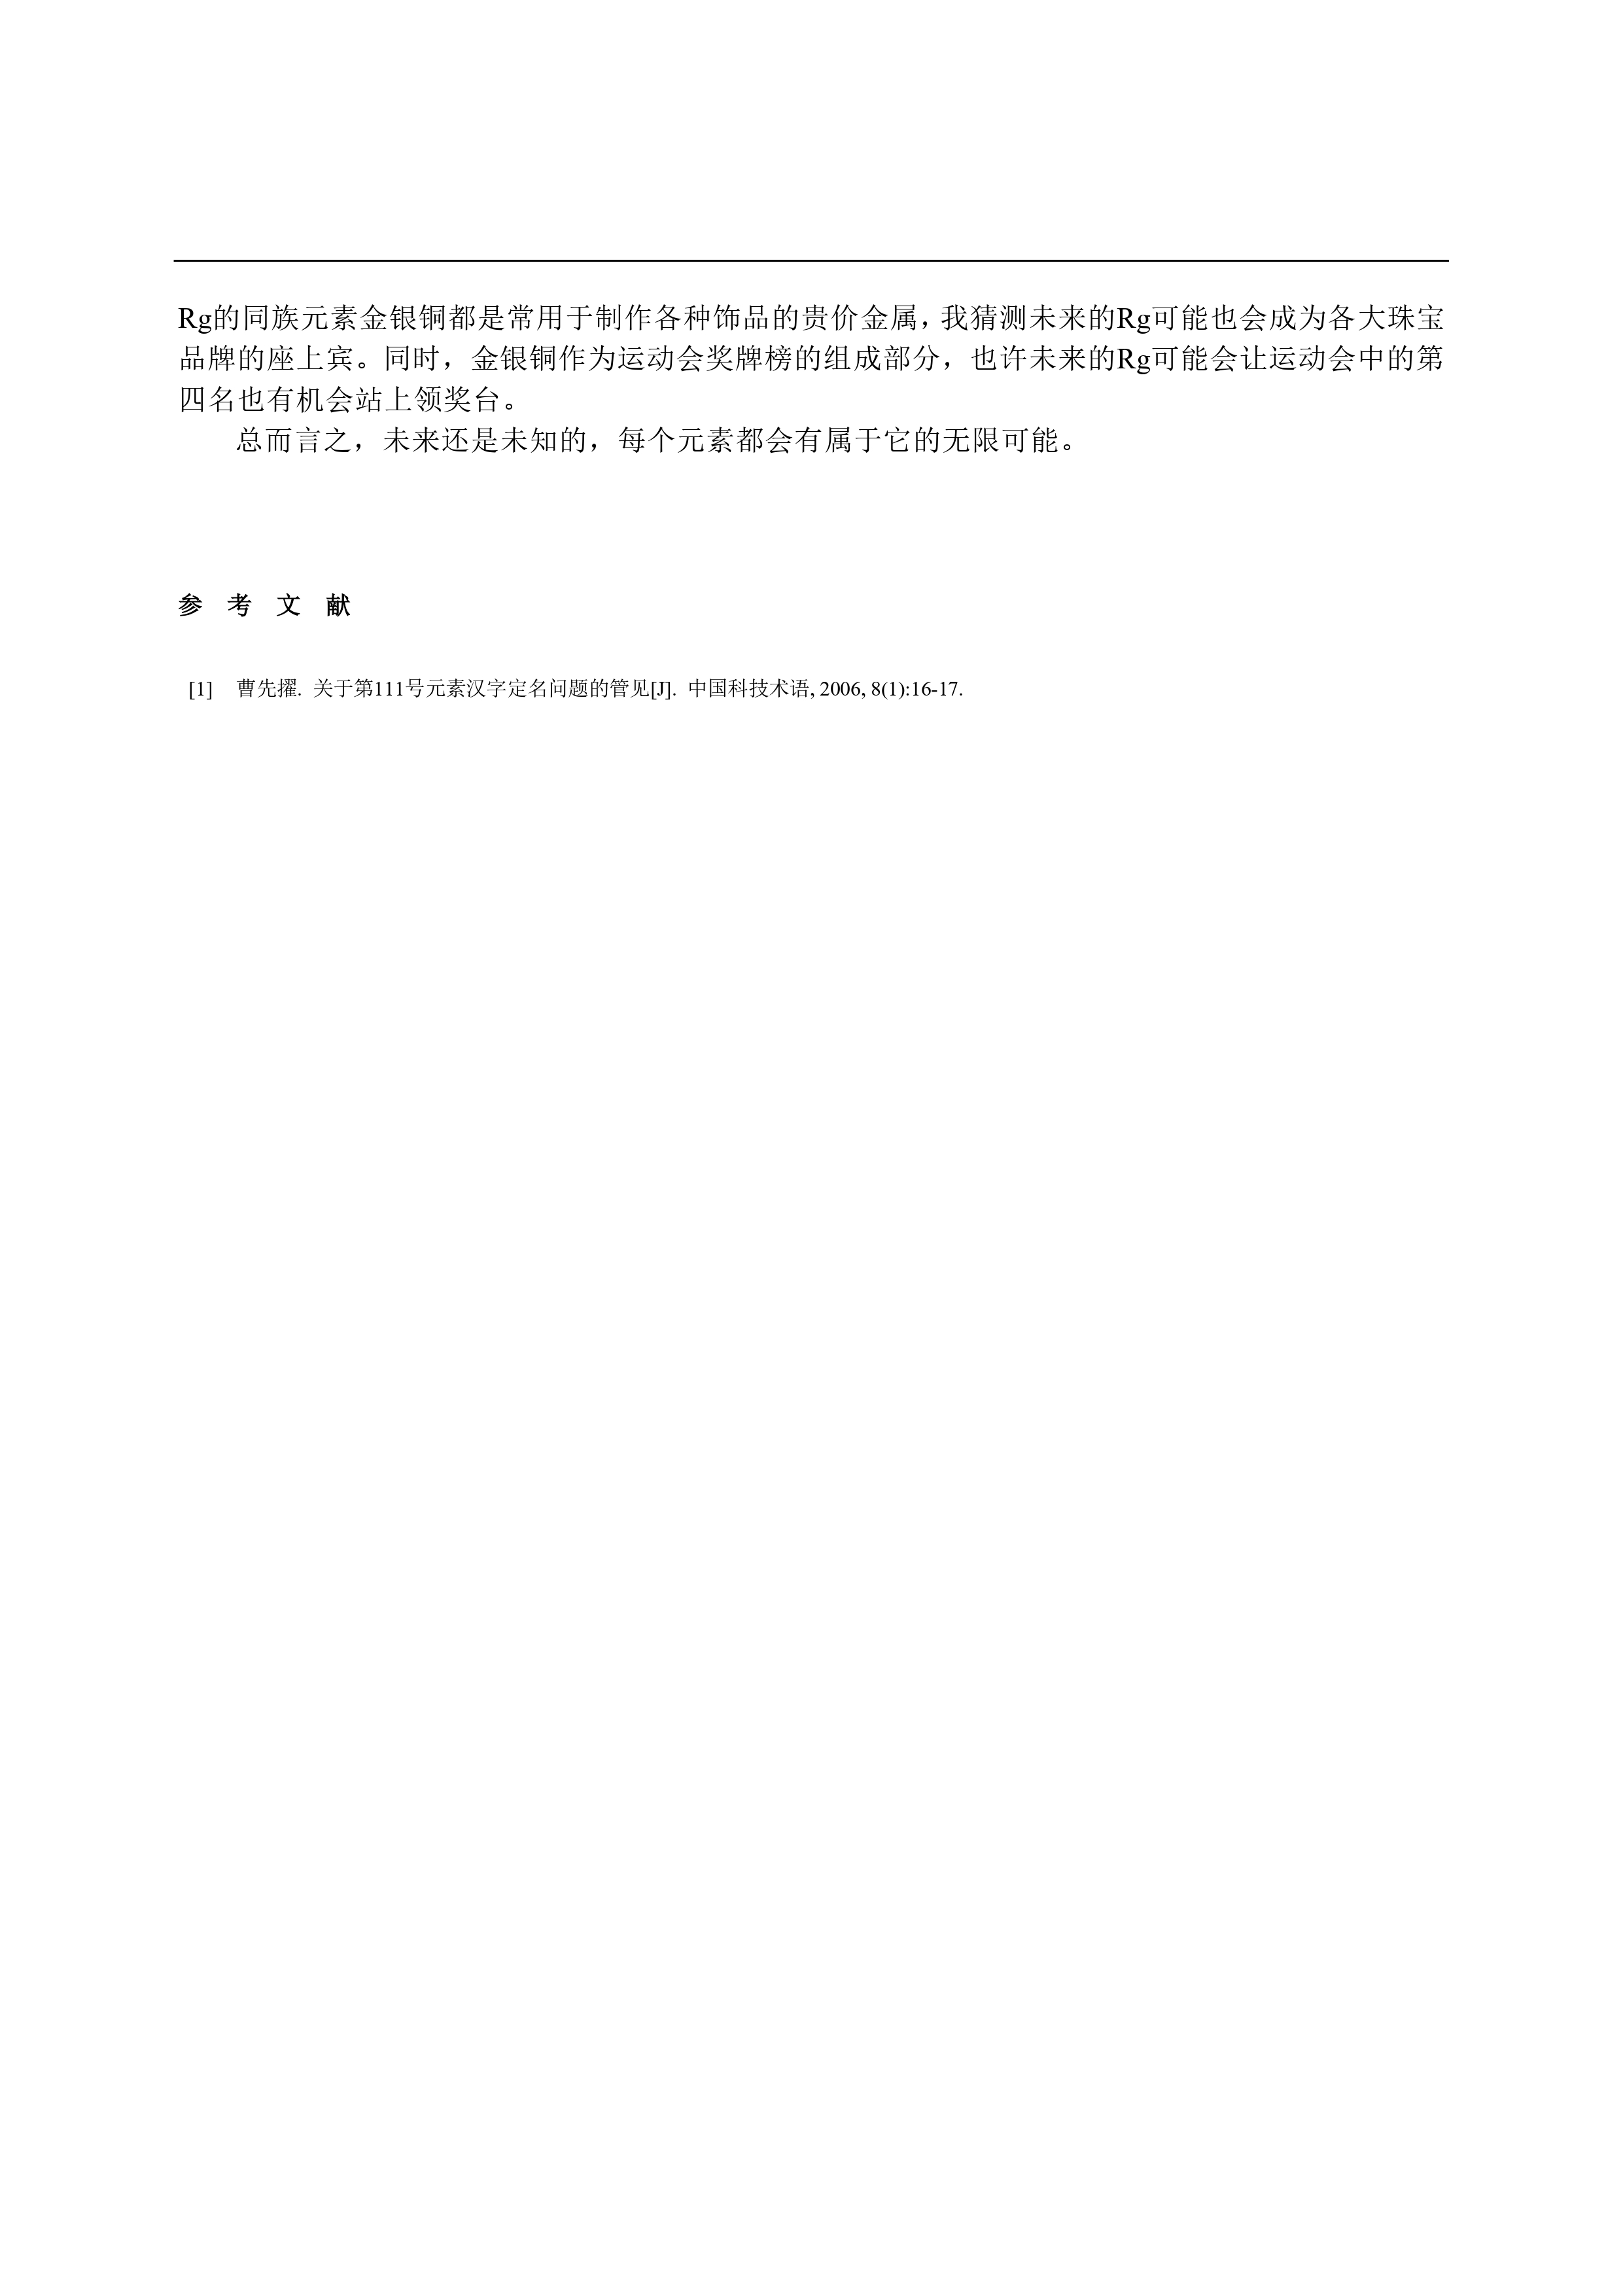 Rg的同族元素金银铜都是常用于制作各种饰品的贵价金属，我猜测未来的Rg可能也会成为各大珠宝
品牌的座上宾。同时，金银铜作为运动会奖牌榜的组成部分，也许未来的Rg可能会让运动会中的第
四名也有机会站上领奖台。
总而言之，未来还是未知的，每个元素都会有属于它的无限可能。
参 考 文 献
[1] 曹先擢. 关于第111号元素汉字定名问题的管见[J]. 中国科技术语, 2006, 8(1):16-17.